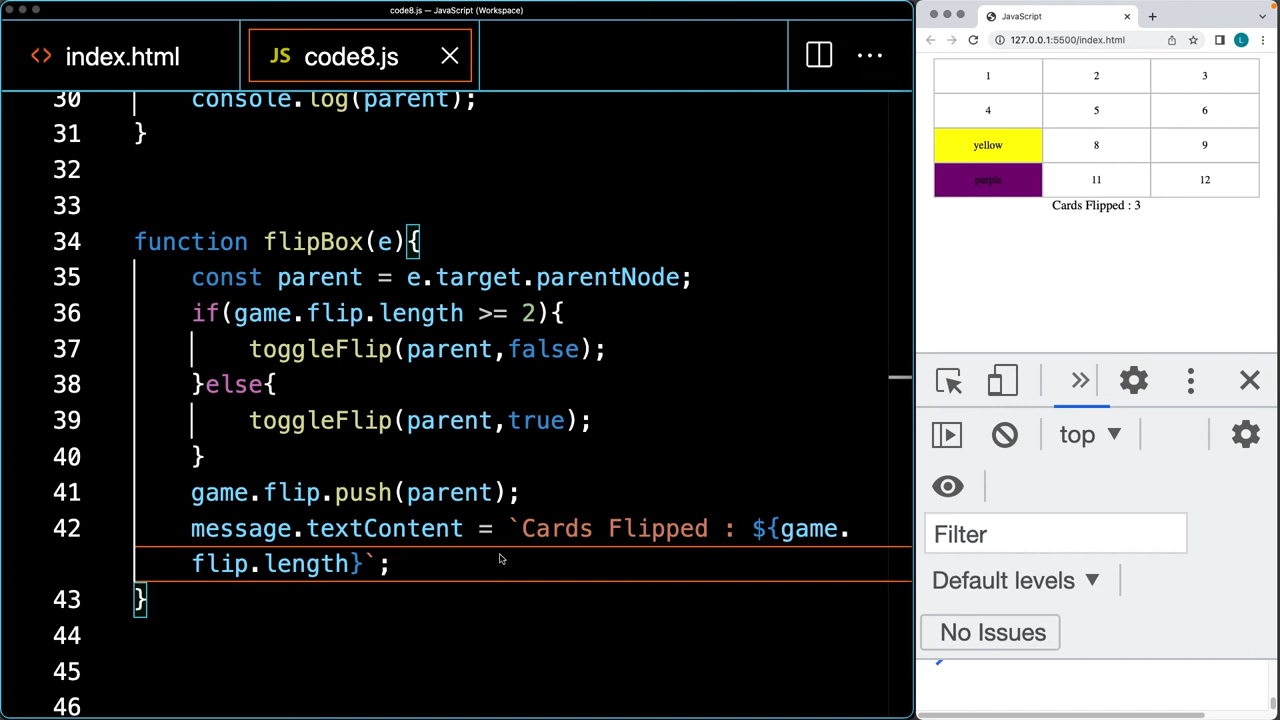 code8.js — JavaScript (Workspace)
index.html
JS code8.js
30 console.log(parent);
31 }
32
33
34 function flipBox(e){
35 const parent = e.target.parentNode;
36 if(game.flip.length >= 2){
37 toggleFlip(parent,false);
38 }else{
39 toggleFlip(parent,true);
40 }
41 game.flip.push(parent);
42 message.textContent = `Cards Flipped : ${game.
flip.length}`;
43 }
44
45
46
JavaScript
127.0.0.1:5500/index.html
L
1 2 3
4 5 6
yellow 8 9
purple 11 12
Cards Flipped : 3
top
Filter
Default levels
No Issues